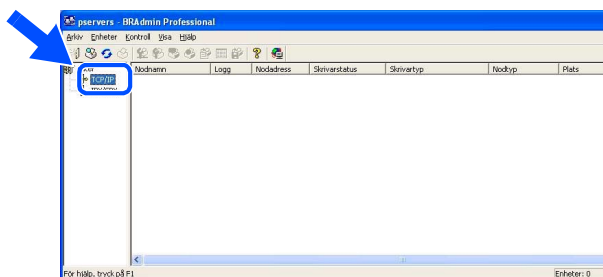 pservers - BRAdmin Professional
Arkiv Enheter Kontroll Visa Hjälp
Nodnamn Logg Nodadress Skrivarstatus Skrivartyp Nodtyp Plats
TCP/IP
För hjälp, tryck på F1
Enheter: 0